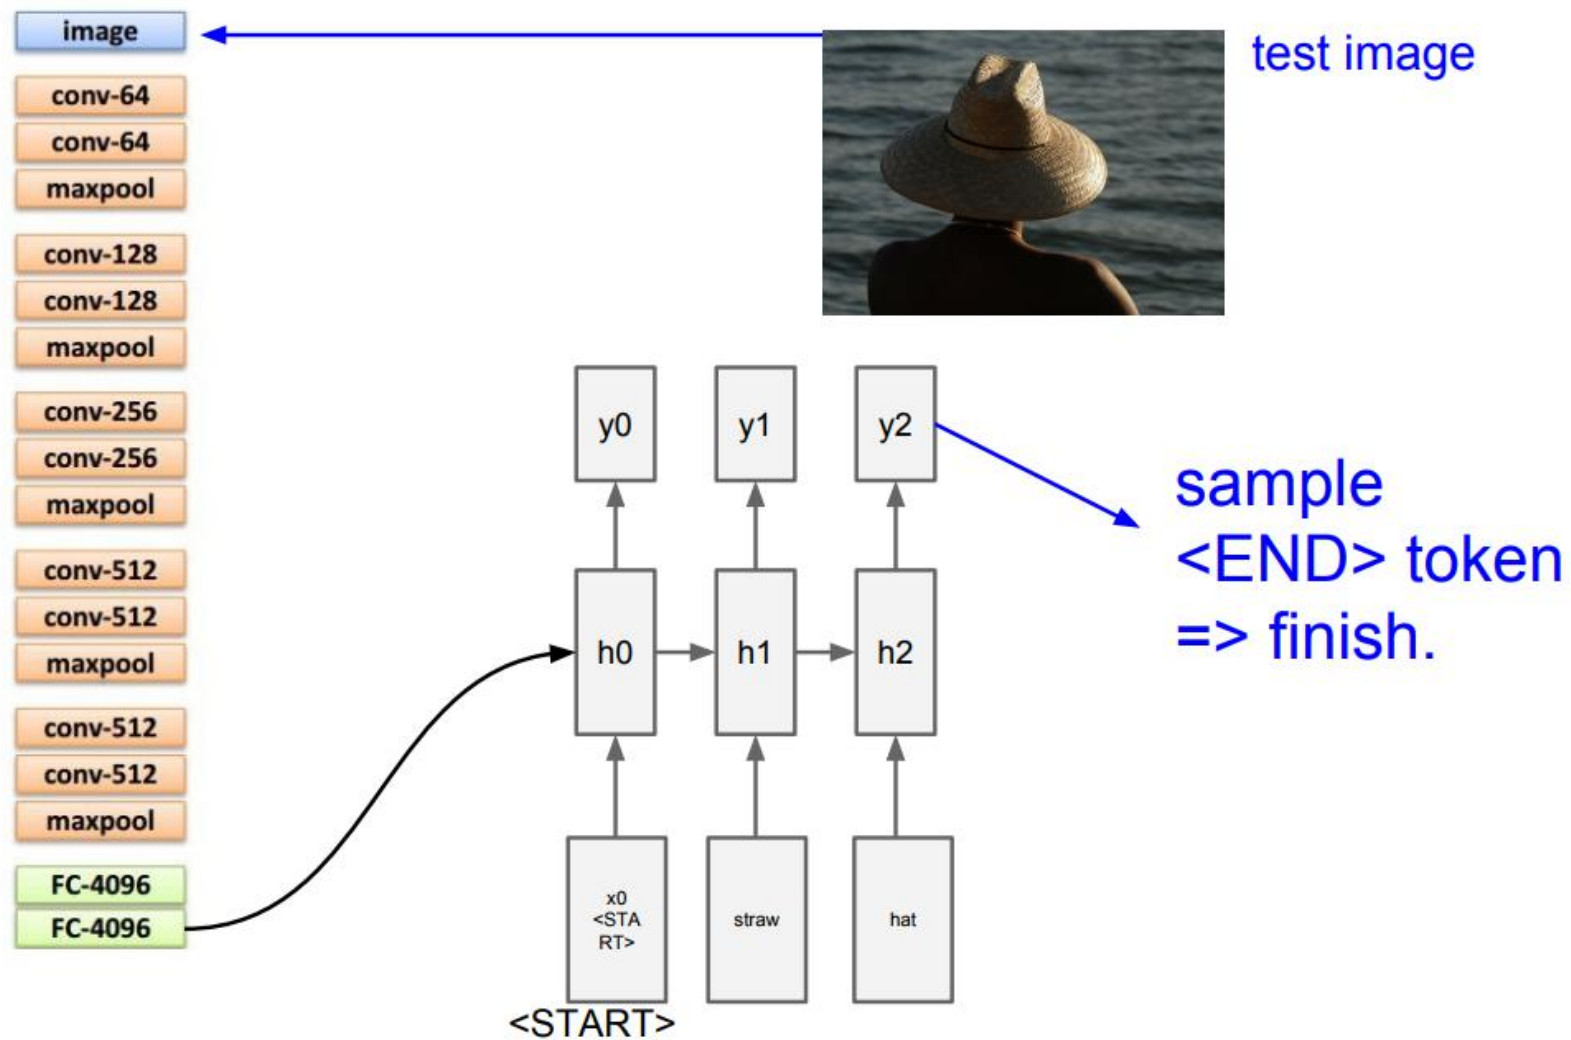 image
test image
conv-64
conv-64
maxpool
conv-128
conv-128
maxpool
conv-256
conv-256
maxpool
conv-512
conv-512
maxpool
conv-512
conv-512
maxpool
FC-4096
FC-4096
y0
y1
y2
h0
h1
h2
x0
<STA
RT>
straw
hat
<START>
sample
<END> token
=> finish.